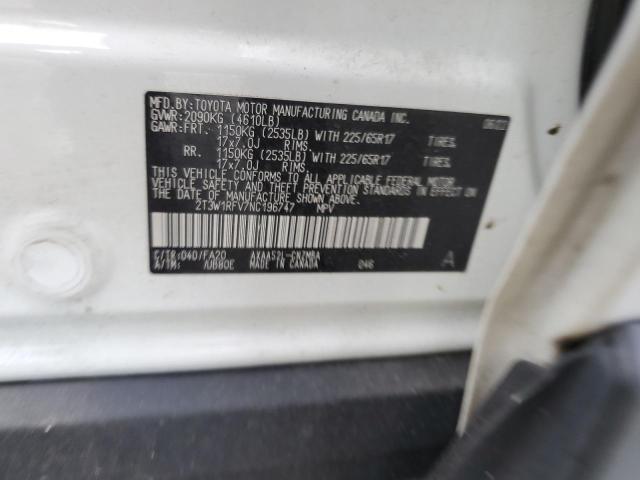 MFD.BY:TOYOTA MOTOR MANUFACTURING CANADA INC. 06/22
GVWR:2090KG (4610LB)
GAWR:FRT. 1150KG (2535LB) WITH 225/65R17 TIRES.
17x7.0J RIMS.
RR. 1150KG (2535LB) WITH 225/65R17 TIRES.
17x7.0J RIMS.
THIS VEHICLE CONFORMS TO ALL APPLICABLE FEDERAL MOTOR
VEHICLE SAFETY AND BUMPER STANDARDS IN EFFECT ON
THE DATE OF MANUFACTURE SHOWN ABOVE.
2T3W1RFV7NC196747 MPV
C/TR:040/FA20 046 A
A/TM: MADE IN CANADA